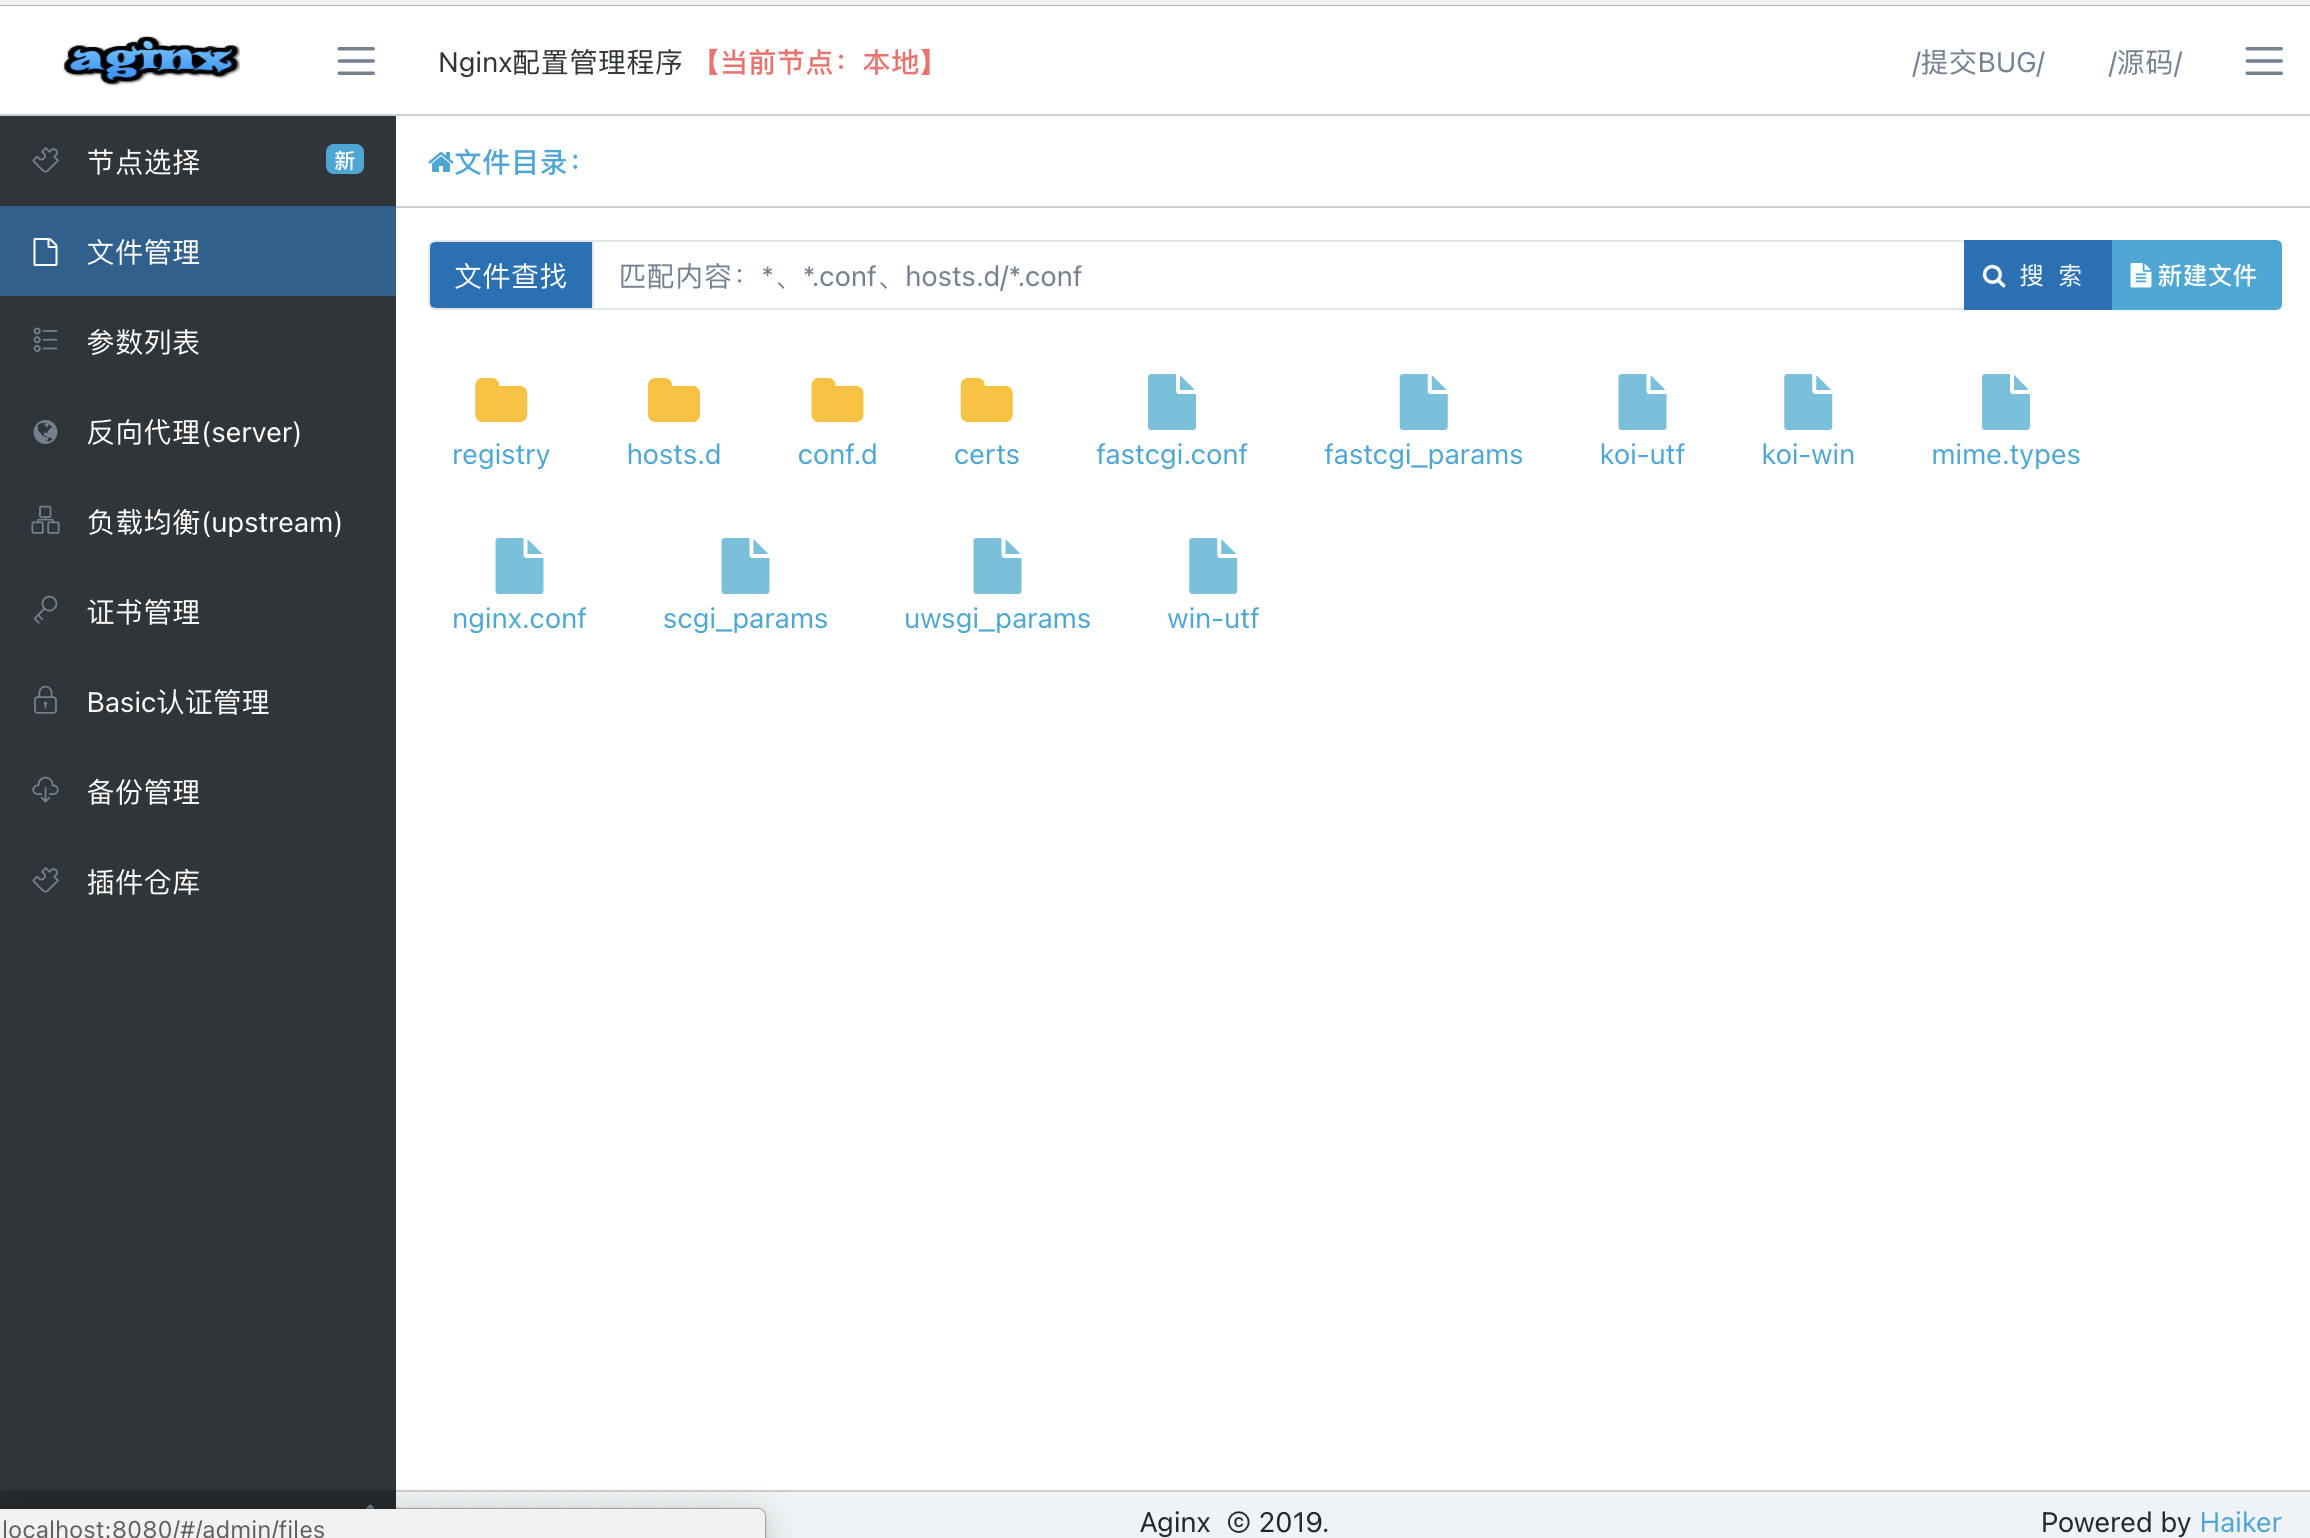 aginx
Nginx配置管理程序 【当前节点：本地】
/提交BUG/ /源码/
节点选择 新
文件管理
参数列表
反向代理(server)
负载均衡(upstream)
证书管理
Basic认证管理
备份管理
插件仓库
文件目录：
文件查找 匹配内容：*、*.conf、hosts.d/*.conf 搜 索 新建文件
registry hosts.d conf.d certs fastcgi.conf fastcgi_params koi-utf koi-win mime.types
nginx.conf scgi_params uwsgi_params win-utf
localhost:8080/#/admin/files
Aginx © 2019.
Powered by Haiker